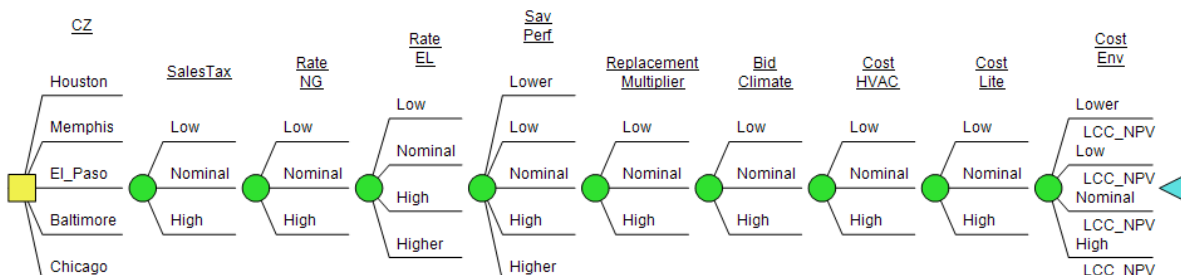 CZ
Houston
Memphis
El_Paso
Baltimore
Chicago
SalesTax
Low
Nominal
High
Rate
NG
Low
Nominal
High
Rate
EL
Low
Nominal
High
Higher
Sav
Perf
Lower
Low
Nominal
High
Higher
Replacement
Multiplier
Low
Nominal
High
Bid
Climate
Low
Nominal
High
Cost
HVAC
Low
Nominal
High
Cost
Lite
Low
Nominal
High
Cost
Env
Lower
LCC_NPV
Low
LCC_NPV
Nominal
LCC_NPV
High
LCC_NPV